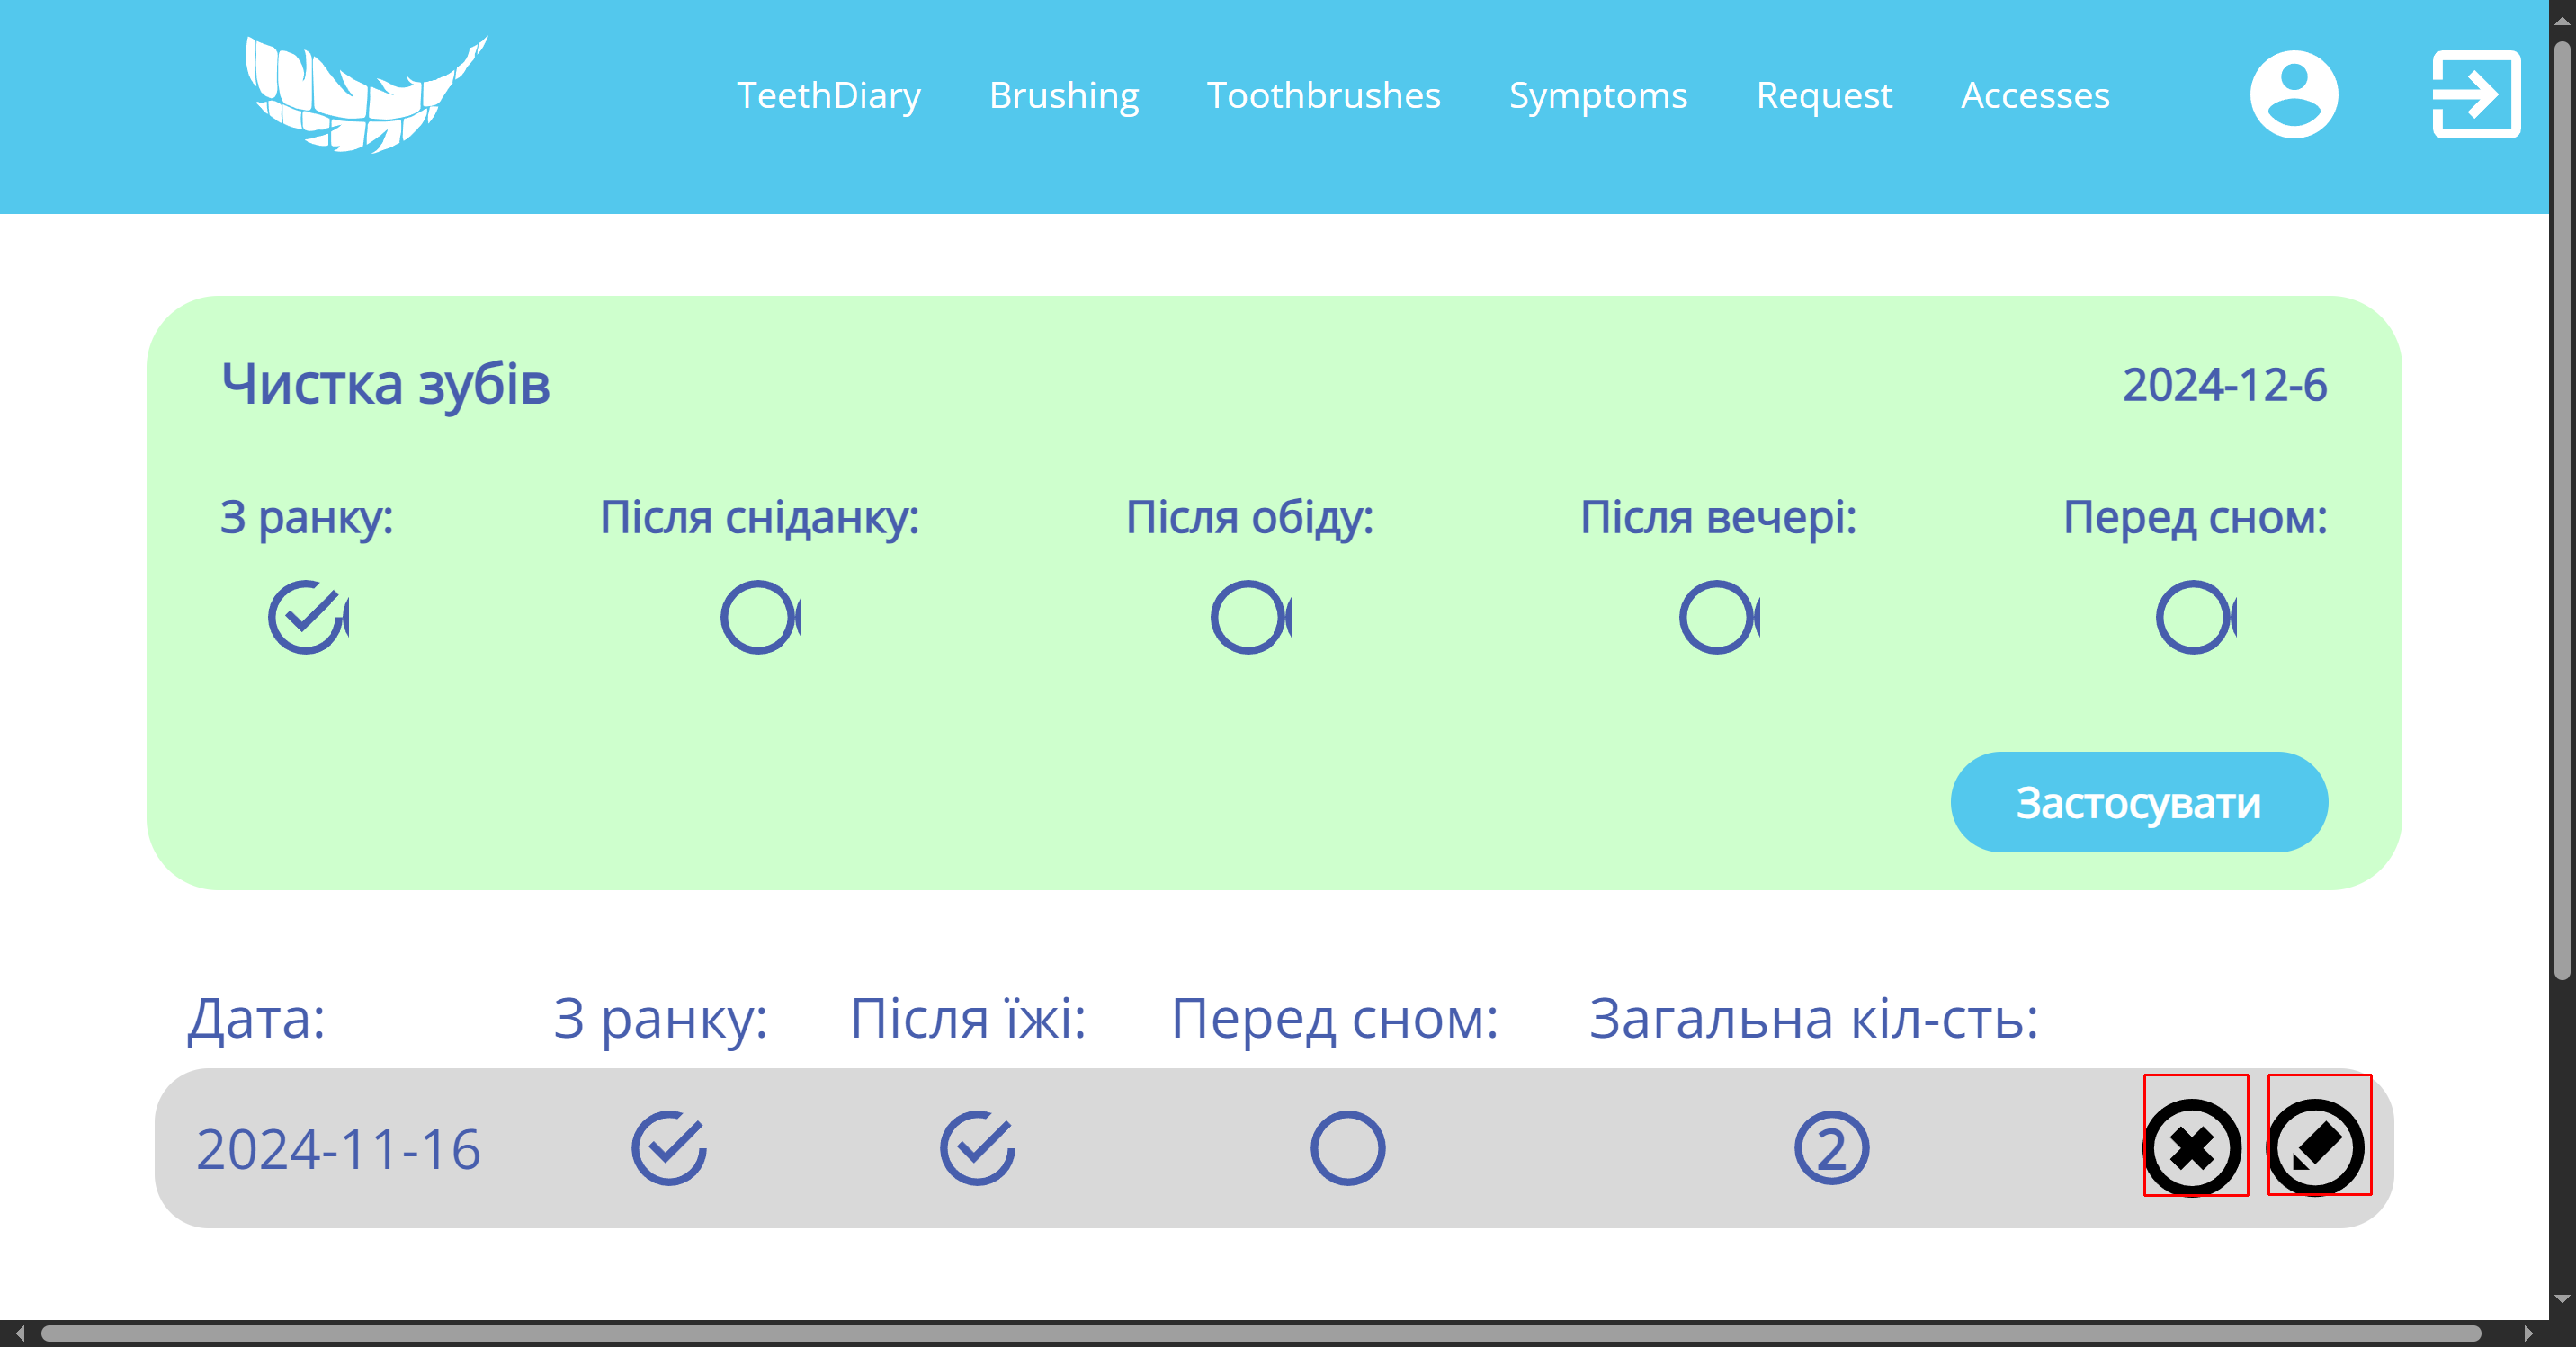 TeethDiary Brushing Toothbrushes Symptoms Request Accesses
Чистка зубів 2024-12-6
З ранку: Після сніданку: Після обіду: Після вечері: Перед сном:
Застосувати
Дата: З ранку: Після їжі: Перед сном: Загальна кіл-сть:
2024-11-16 2